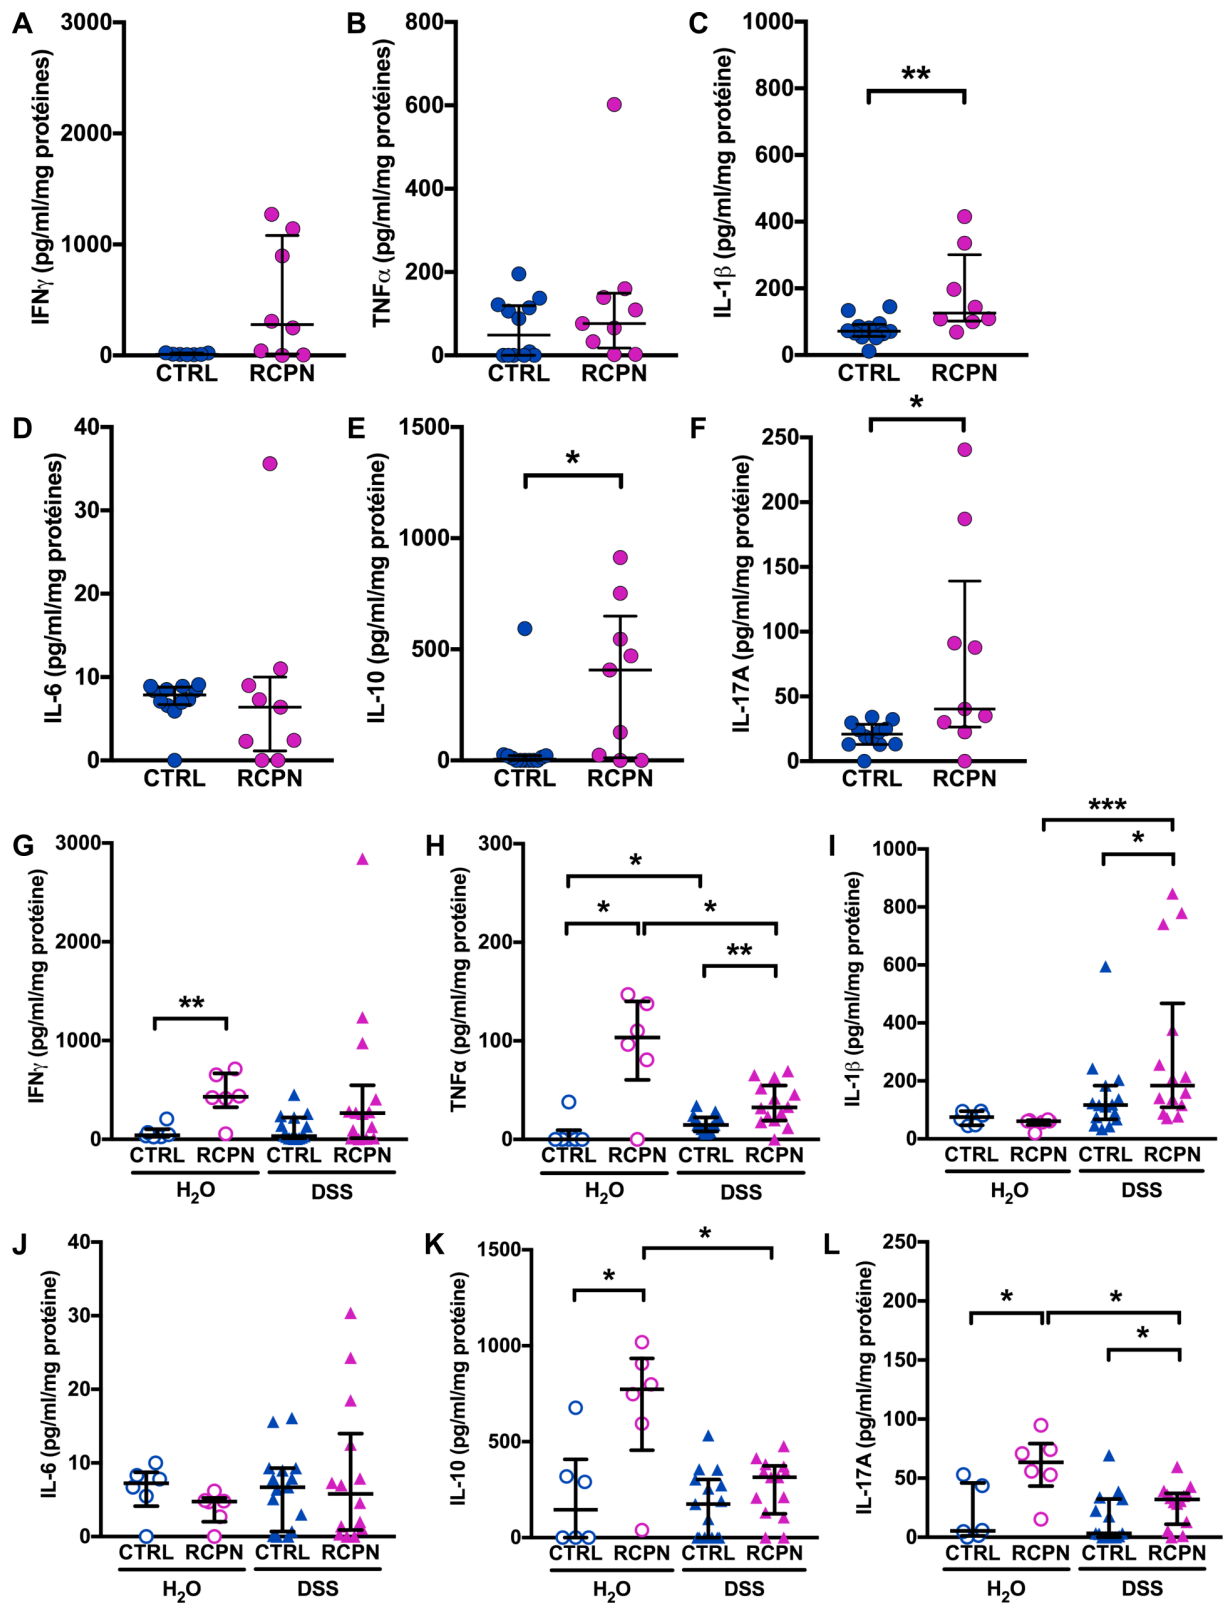 A
IFNγ (pg/ml/mg protéines)
3000
2000
1000
0
CTRL RCPN
B
TNFα (pg/ml/mg protéines)
800
600
400
200
0
CTRL RCPN
C
IL-1β (pg/ml/mg protéine)
1000
800
600
400
200
0
**
CTRL RCPN
D
IL-6 (pg/ml/mg protéines)
40
30
20
10
0
CTRL RCPN
E
IL-10 (pg/ml/mg protéine)
1500
1000
500
0
*
CTRL RCPN
F
IL-17A (pg/ml/mg protéine)
250
200
150
100
50
0
*
CTRL RCPN
G
IFNγ (pg/ml/mg protéine)
3000
2000
1000
0
**
CTRL RCPN CTRL RCPN
H2O DSS
H
TNFα (pg/ml/mg protéine)
300
200
100
0
*
* *
**
CTRL RCPN CTRL RCPN
H2O DSS
I
IL-1β (pg/ml/mg protéine)
1000
800
600
400
200
0
***
*
CTRL RCPN CTRL RCPN
H2O DSS
J
IL-6 (pg/ml/mg protéine)
40
30
20
10
0
CTRL RCPN CTRL RCPN
H2O DSS
K
IL-10 (pg/ml/mg protéine)
1500
1000
500
0
*
*
CTRL RCPN CTRL RCPN
H2O DSS
L
IL-17A (pg/ml/mg protéine)
250
200
150
100
50
0
* *
*
CTRL RCPN CTRL RCPN
H2O DSS